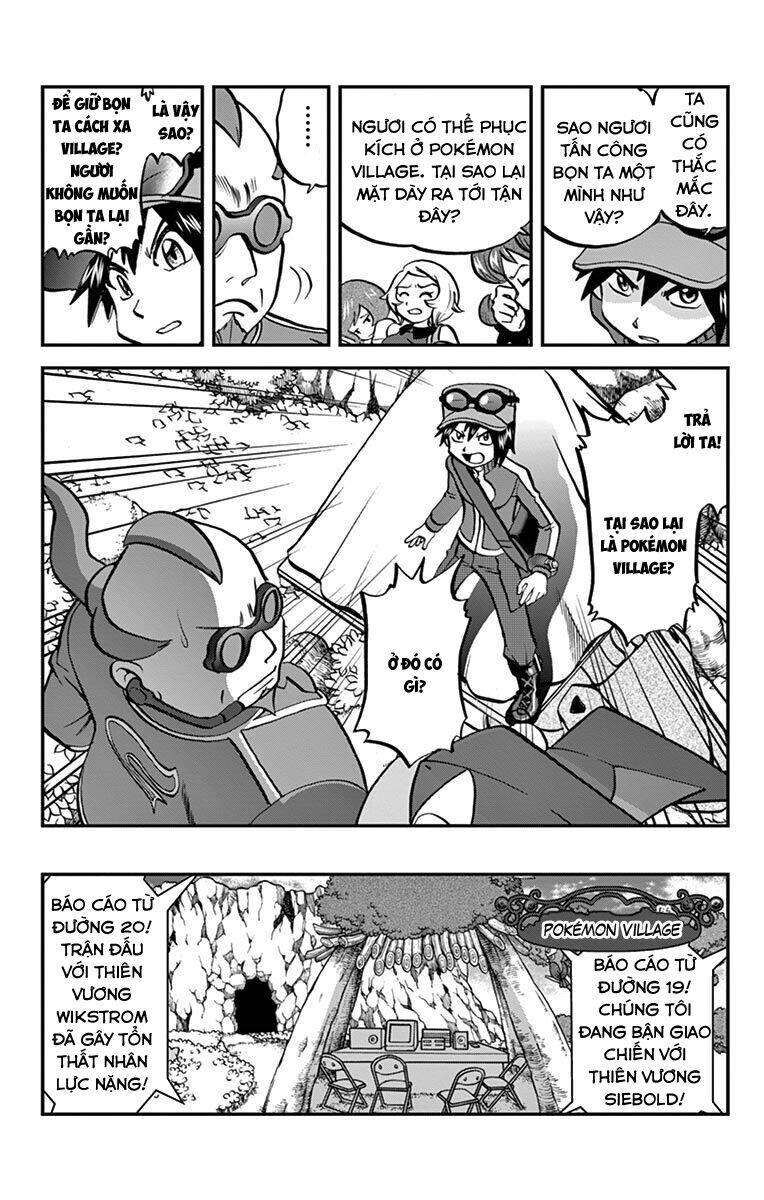 TA
CŨNG
CÓ
THẮC
MẮC
ĐÂY.
SAO NGƯƠI
TẤN CÔNG
BỌN TA MỘT
MÌNH NHƯ
VẬY?
NGƯƠI CÓ THỂ PHỤC
KÍCH Ở POKÉMON
VILLAGE. TẠI SAO LẠI
MẶT DÀY RA TỚI TẬN
ĐÂY?
......
LÀ VẬY
SAO?
ĐỂ GIỮ BỌN
TA CÁCH XA
VILLAGE?
NGƯƠI
KHÔNG MUỐN
BỌN TA LẠI
GẦN?
TRẢ
LỜI TA!
TẠI SAO LẠI
LÀ POKÉMON
VILLAGE?
Ở ĐÓ CÓ
GÌ?
POKÉMON VILLAGE
BÁO CÁO TỪ
ĐƯỜNG 19!
CHÚNG TÔI
ĐANG BẬN GIAO
CHIẾN VỚI
THIÊN VƯƠNG
SIEBOLD!
BÁO CÁO TỪ
ĐƯỜNG 20!
TRẬN ĐẤU
VỚI THIÊN
VƯƠNG
WIKSTROM
ĐÃ GÂY TỔN
THẤT NHÂN
LỰC NẶNG!